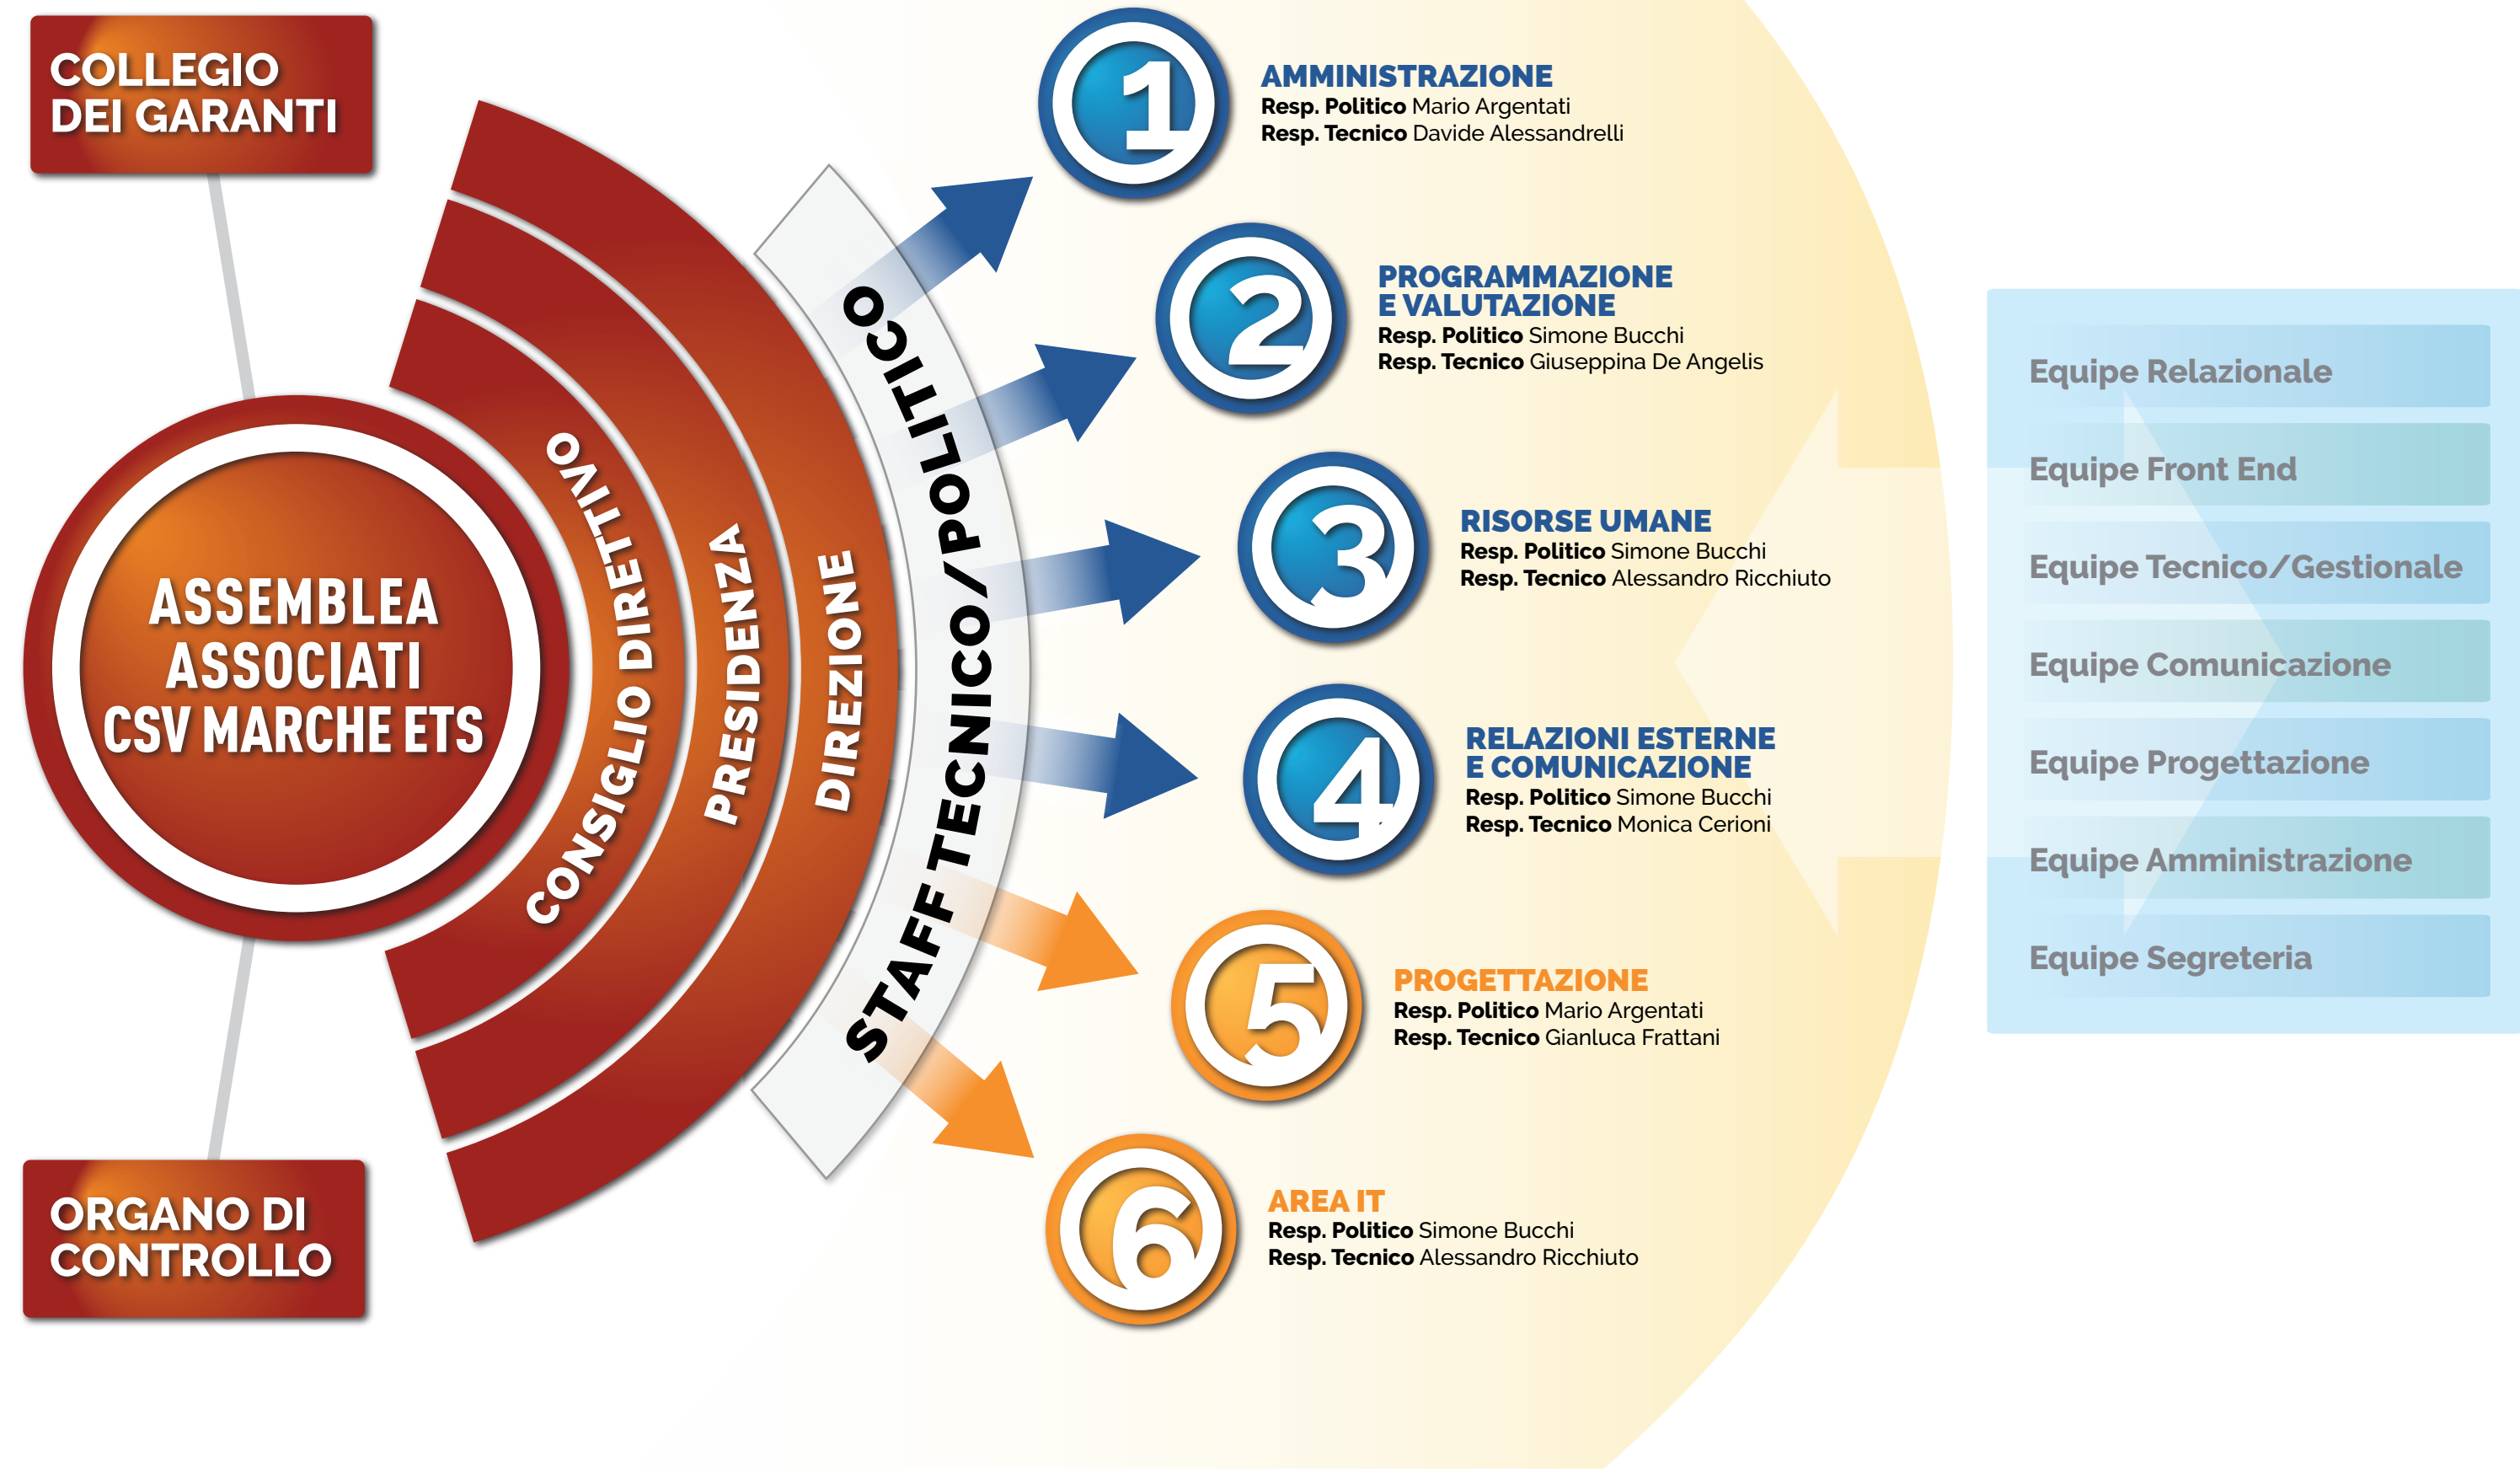 COLLEGIO
DEI GARANTI
ASSEMBLEA
ASSOCIATI
CSV MARCHE ETS
ORGANO DI
CONTROLLO
CONSIGLIO DIRETTIVO
PRESIDENZA
DIREZIONE
STAFF TECNICO/POLITICO
1
AMMINISTRAZIONE
Resp. Politico Mario Argentati
Resp. Tecnico Davide Alessandrelli
2
PROGRAMMAZIONE
E VALUTAZIONE
Resp. Politico Simone Bucchi
Resp. Tecnico Giuseppina De Angelis
3
RISORSE UMANE
Resp. Politico Simone Bucchi
Resp. Tecnico Alessandro Ricchiuto
4
RELAZIONI ESTERNE
E COMUNICAZIONE
Resp. Politico Simone Bucchi
Resp. Tecnico Monica Cerioni
5
PROGETTAZIONE
Resp. Politico Mario Argentati
Resp. Tecnico Gianluca Frattani
6
AREA IT
Resp. Politico Simone Bucchi
Resp. Tecnico Alessandro Ricchiuto
Equipe Relazionale
Equipe Front End
Equipe Tecnico/Gestionale
Equipe Comunicazione
Equipe Progettazione
Equipe Amministrazione
Equipe Segreteria